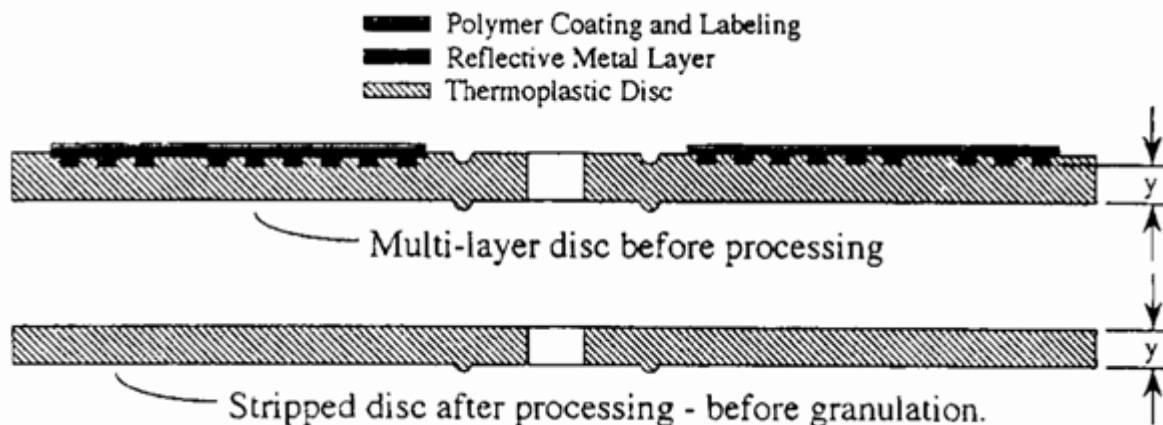 Polymer Coating and Labeling
Reflective Metal Layer
Thermoplastic Disc
y
Multi-layer disc before processing
y
Stripped disc after processing - before granulation.